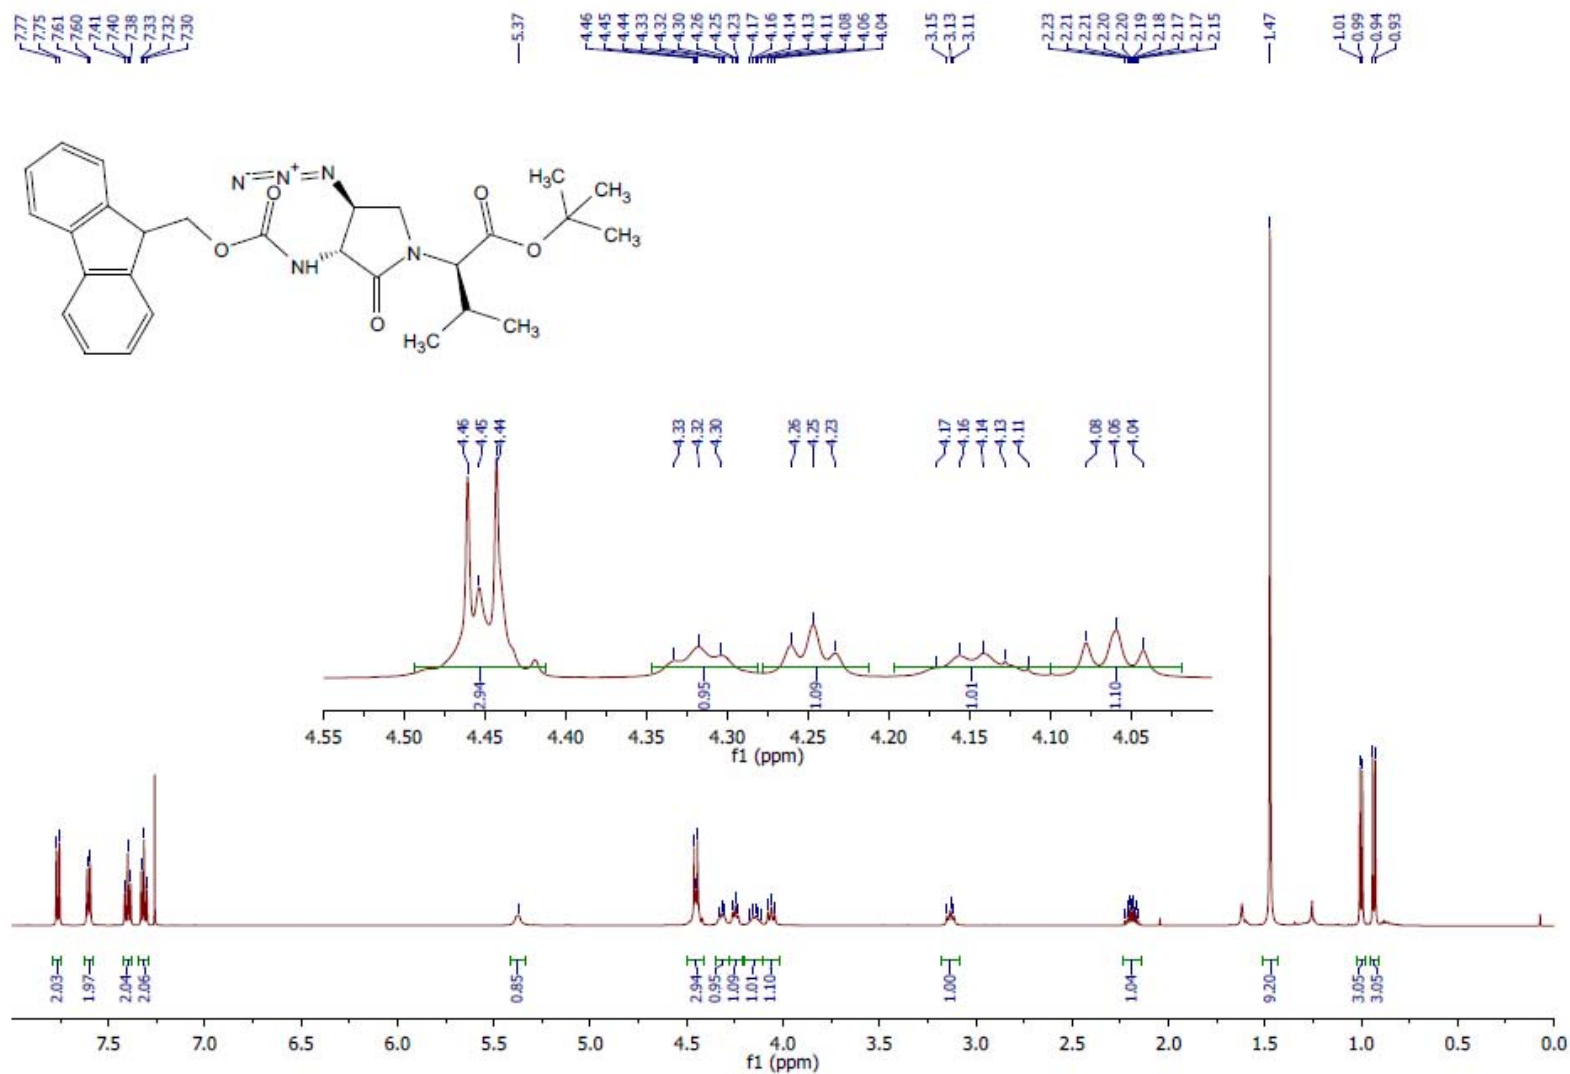 7.77 7.75 7.61 7.60 7.41 7.40 7.38 7.33 7.32 7.30 5.37 4.46 4.45 4.44 4.33 4.32 4.30 4.26 4.25 4.23 4.17 4.16 4.14 4.13 4.11 4.08 4.06 4.04 3.15 3.13 3.11 2.23 2.21 2.21 2.20 2.20 2.19 2.18 2.17 2.17 2.15 1.47 1.01 0.99 0.94 0.93
N⁻ N⁺ N
O
O H₃C
CH₃
O N O CH₃
NH
O
H₃C CH₃
4.46 4.45 4.44 4.33 4.32 4.30 4.26 4.25 4.23 4.17 4.16 4.14 4.13 4.11 4.08 4.06 4.04
2.94 0.95 1.09 1.01 1.10
4.55 4.50 4.45 4.40 4.35 4.30 4.25 4.20 4.15 4.10 4.05
f1 (ppm)
2.03 1.97 2.04 2.06 0.85 2.94 0.95 1.09 1.01 1.10 1.00 1.04 9.20 3.05 3.05
7.5 7.0 6.5 6.0 5.5 5.0 4.5 4.0 3.5 3.0 2.5 2.0 1.5 1.0 0.5 0.0
f1 (ppm)